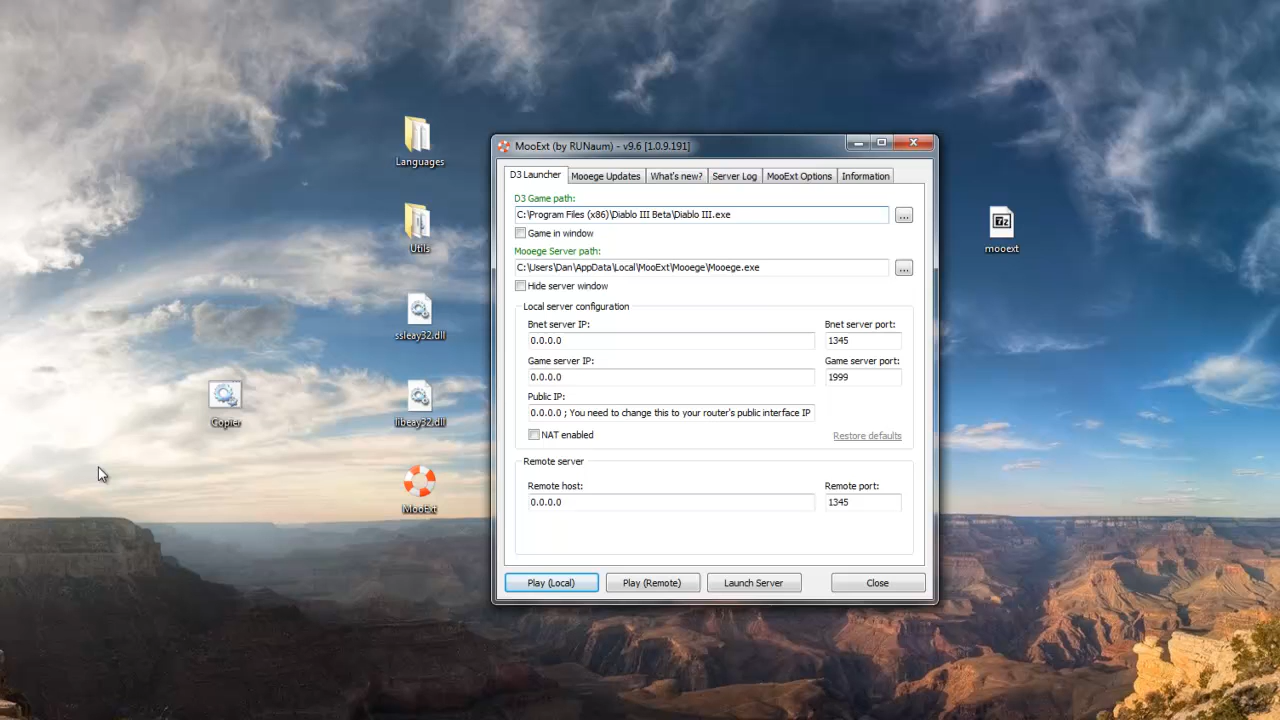 Languages
Utils
ssleay32.dll
libeay32.dll
MooExt
Copier
mooext
7z
MooExt (by RUNaum) - v9.6 [1.0.9.191]
D3 Launcher Mooege Updates What's new? Server Log MooExt Options Information
D3 Game path:
C:\Program Files (x86)\Diablo III Beta\Diablo III.exe ...
Game in window
Mooege Server path:
C:\Users\Dan\AppData\Local\MooExt\Mooege\Mooege.exe ...
Hide server window
Local server configuration
Bnet server IP: Bnet server port:
0.0.0.0 1345
Game server IP: Game server port:
0.0.0.0 1999
Public IP:
0.0.0.0 ; You need to change this to your router's public interface IP
NAT enabled Restore defaults
Remote server
Remote host: Remote port:
0.0.0.0 1345
Play (Local) Play (Remote) Launch Server Close